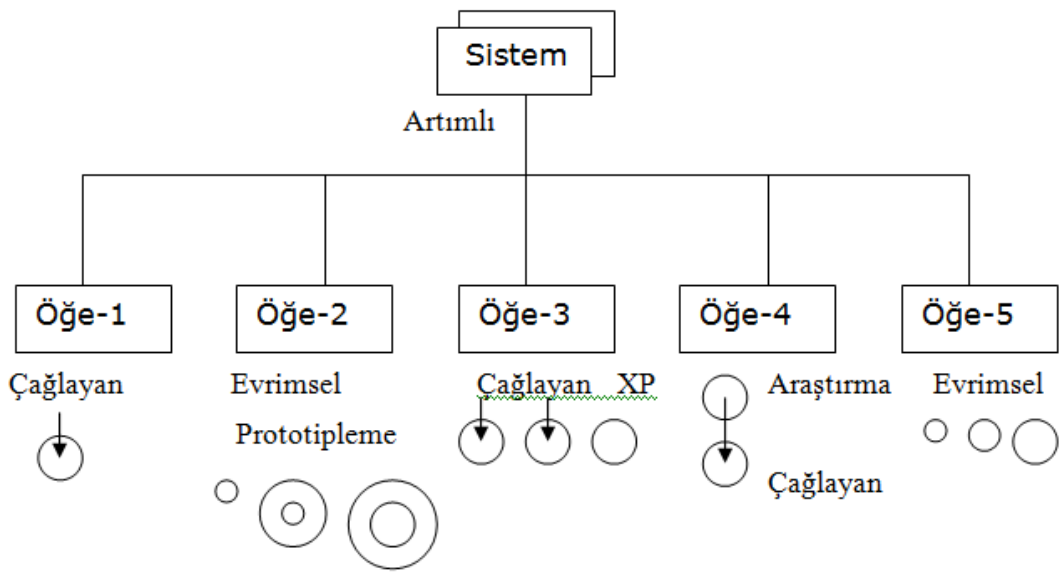 Sistem
Artımlı
Öğe-1
Öğe-2
Öğe-3
Öğe-4
Öğe-5
Çağlayan
Evrimsel
Prototipleme
Çağlayan XP
Araştırma
Çağlayan
Evrimsel